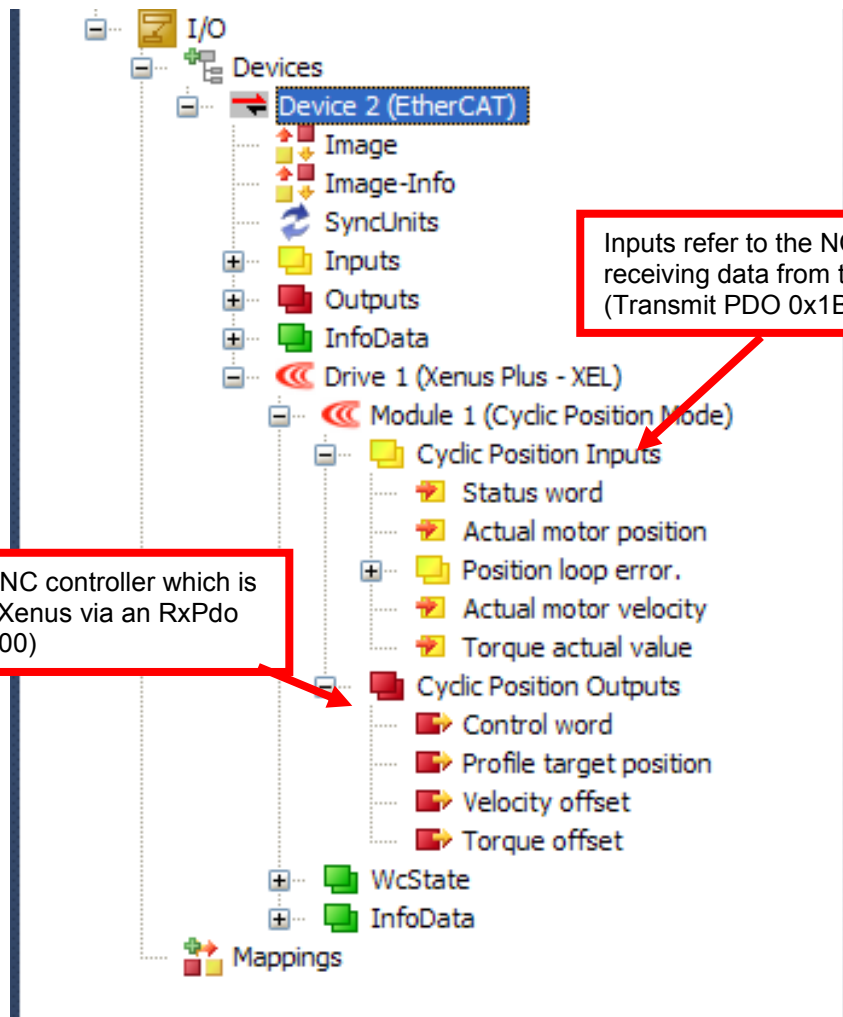 I/O
Devices
Device 2 (EtherCAT)
Image
Image-Info
SyncUnits
Inputs
Outputs
InfoData
Drive 1 (Xenus Plus - XEL)
Module 1 (Cyclic Position Mode)
Cyclic Position Inputs
Status word
Actual motor position
Position loop error.
Actual motor velocity
Torque actual value
Cyclic Position Outputs
Control word
Profile target position
Velocity offset
Torque offset
WcState
InfoData
Mappings
Inputs refer to the
receiving data from
(Transmit PDO
NC controller which is
Xenus via an RxPdo
00)